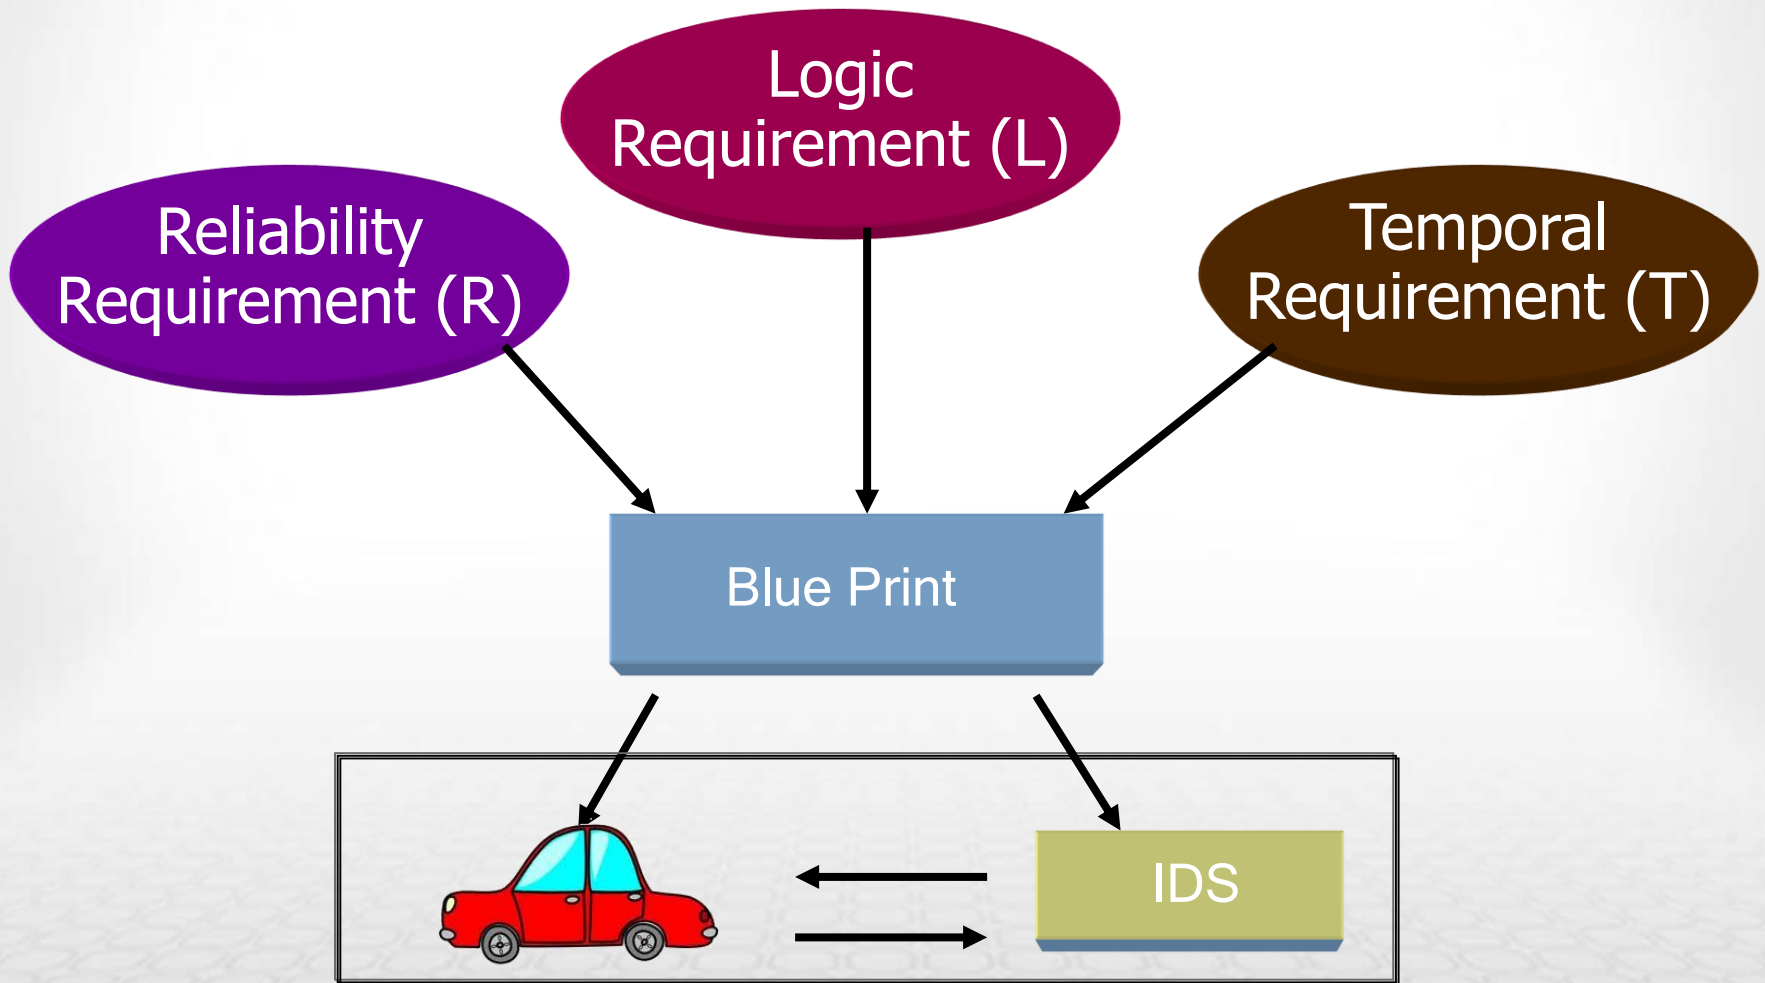 Logic
Requirement (L)
Reliability
Requirement (R)
Temporal
Requirement (T)
Blue Print
IDS